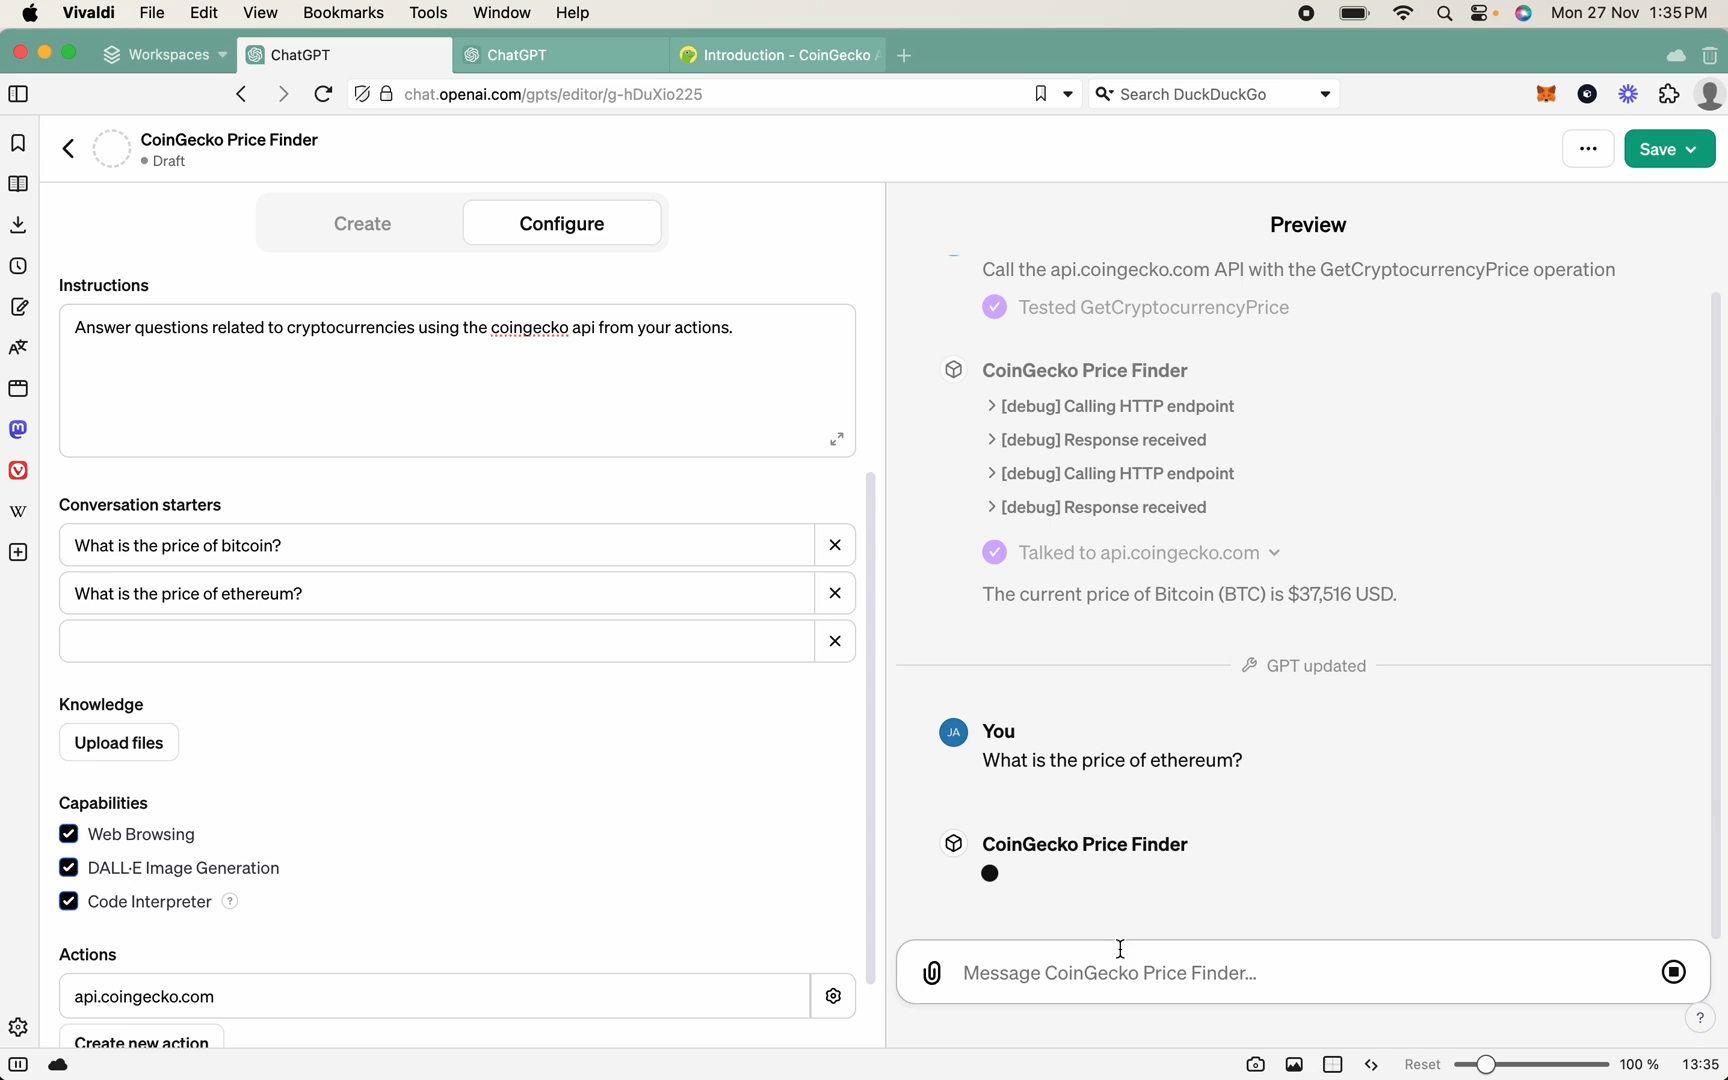 Vivaldi File Edit View Bookmarks Tools Window Help Mon 27 Nov 1:35 PM
Workspaces ChatGPT ChatGPT Introduction - CoinGecko
chat.openai.com/gpts/editor/g-hDuXio225 Search DuckDuckGo
CoinGecko Price Finder
Draft
... Save
Create Configure
Preview
Instructions
Answer questions related to cryptocurrencies using the coingecko api from your actions.
Conversation starters
What is the price of bitcoin?
What is the price of ethereum?
Knowledge
Upload files
Capabilities
Web Browsing
DALL·E Image Generation
Code Interpreter ?
Actions
api.coingecko.com
Create new action
Call the api.coingecko.com API with the GetCryptocurrencyPrice operation
Tested GetCryptocurrencyPrice
CoinGecko Price Finder
[debug] Calling HTTP endpoint
[debug] Response received
[debug] Calling HTTP endpoint
[debug] Response received
Talked to api.coingecko.com
The current price of Bitcoin (BTC) is $37,516 USD.
GPT updated
JA You
What is the price of ethereum?
CoinGecko Price Finder
Message CoinGecko Price Finder...
?
Reset 100 % 13:35